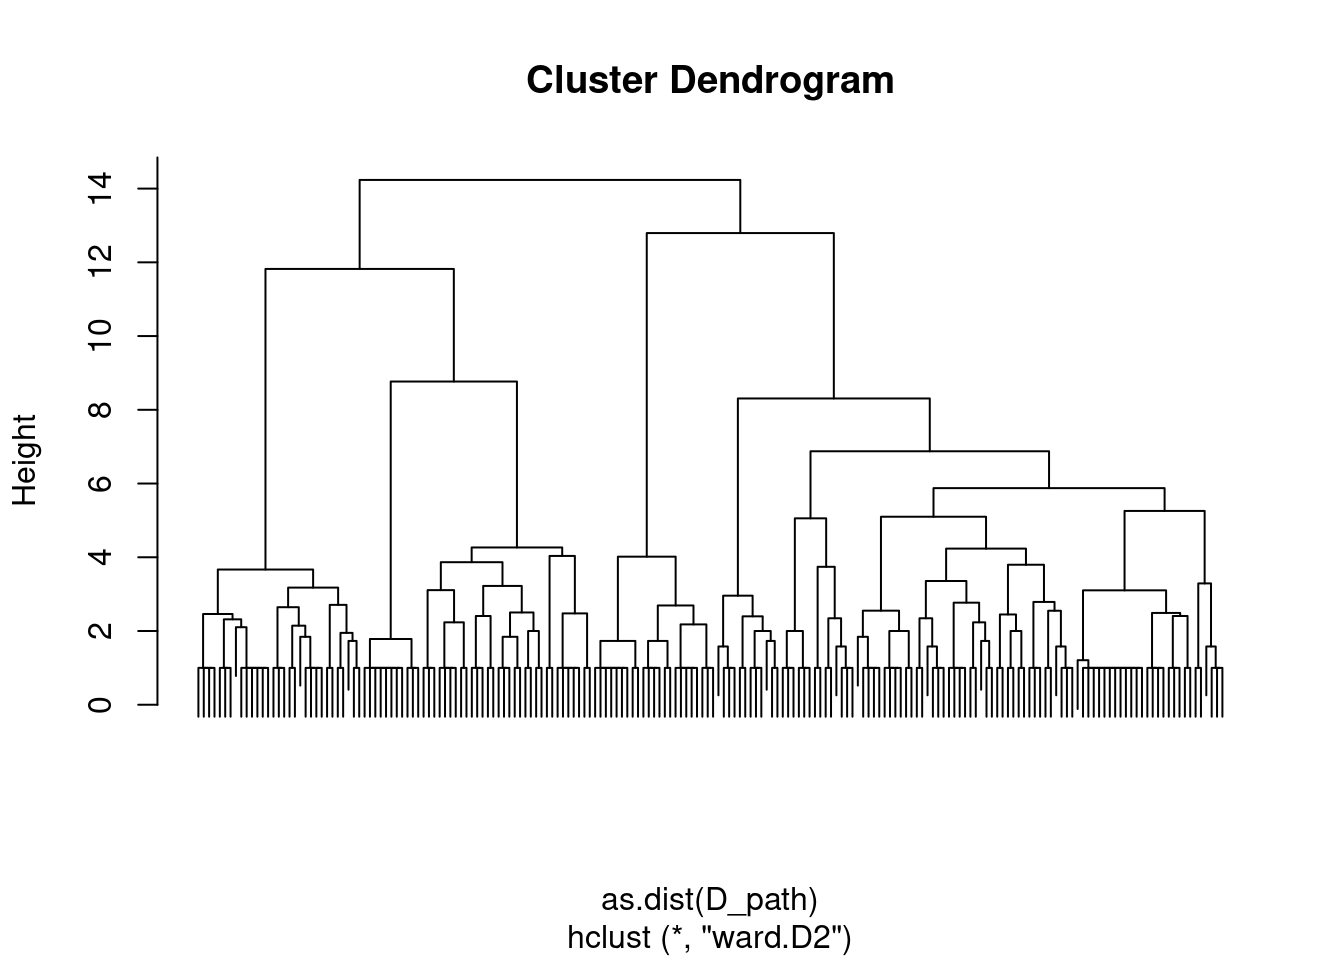 Cluster Dendrogram
Height
14
12
10
8
6
4
2
0
as.dist(D_path)
hclust (*, "ward.D2")